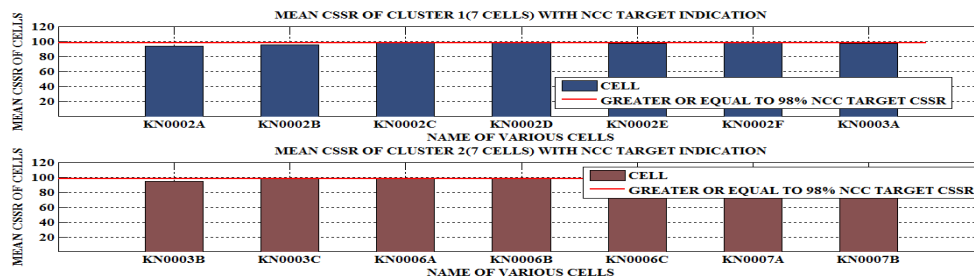 MEAN CSSR OF CLUSTER 1(7 CELLS) WITH NCC TARGET INDICATION
MEAN CSSR OF CELLS
120
100
80
60
40
20
CELL
GREATER OR EQUAL TO 98% NCC TARGET CSSR
KN0002A KN0002B KN0002C KN0002D KN0002E KN0002F KN0003A
NAME OF VARIOUS CELLS
MEAN CSSR OF CLUSTER 2(7 CELLS) WITH NCC TARGET INDICATION
MEAN CSSR OF CELLS
120
100
80
60
40
20
CELL
GREATER OR EQUAL TO 98% NCC TARGET CSSR
KN0003B KN0003C KN0006A KN0006B KN0006C KN0007A KN0007B
NAME OF VARIOUS CELLS